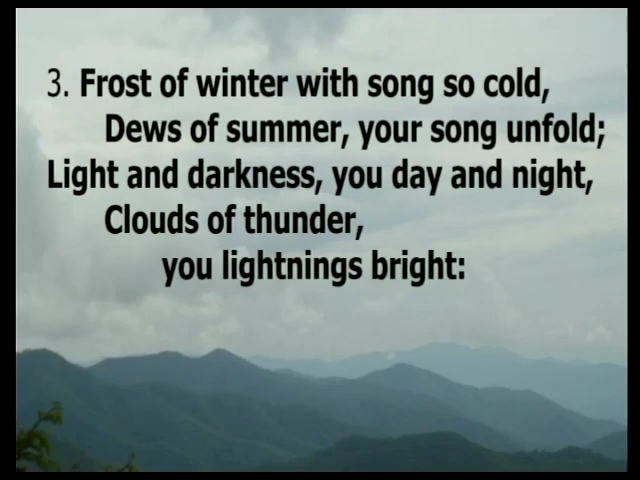 3. Frost of winter with song so cold,
Dews of summer, your song unfold;
Light and darkness, you day and night,
Clouds of thunder,
you lightnings bright: